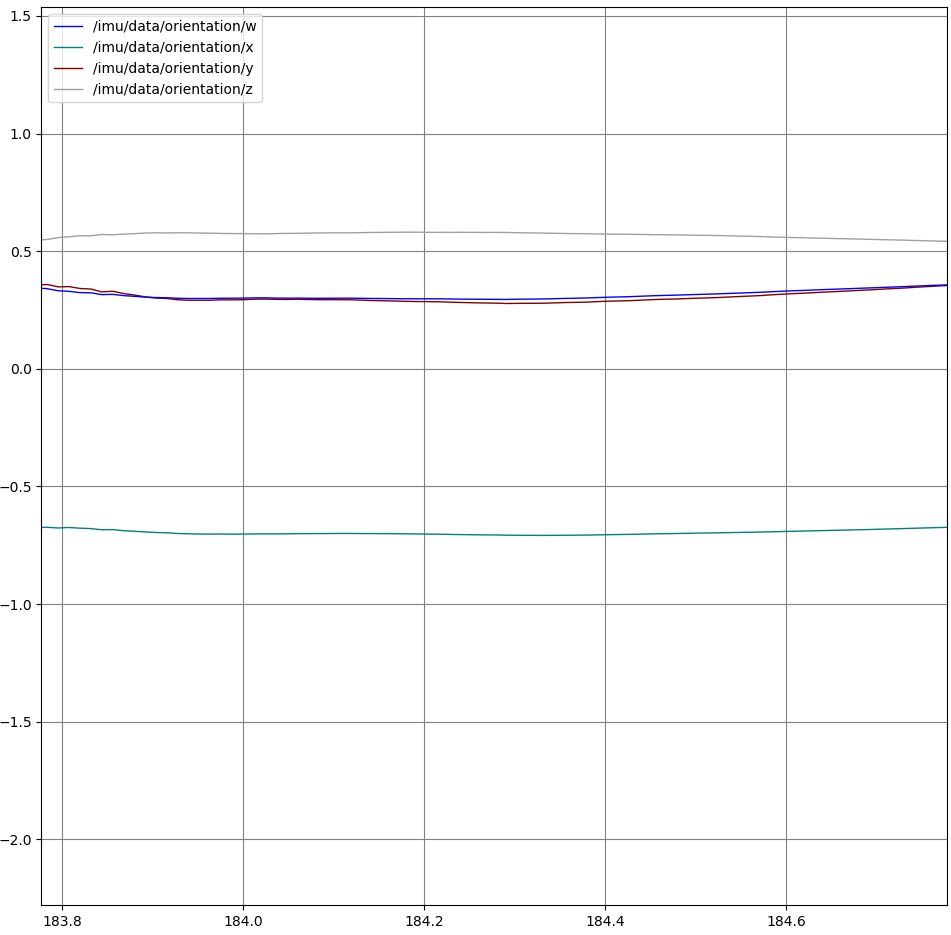 /imu/data/orientation/w
/imu/data/orientation/x
/imu/data/orientation/y
/imu/data/orientation/z
1.5
1.0
0.5
0.0
−0.5
−1.0
−1.5
−2.0
183.8 184.0 184.2 184.4 184.6